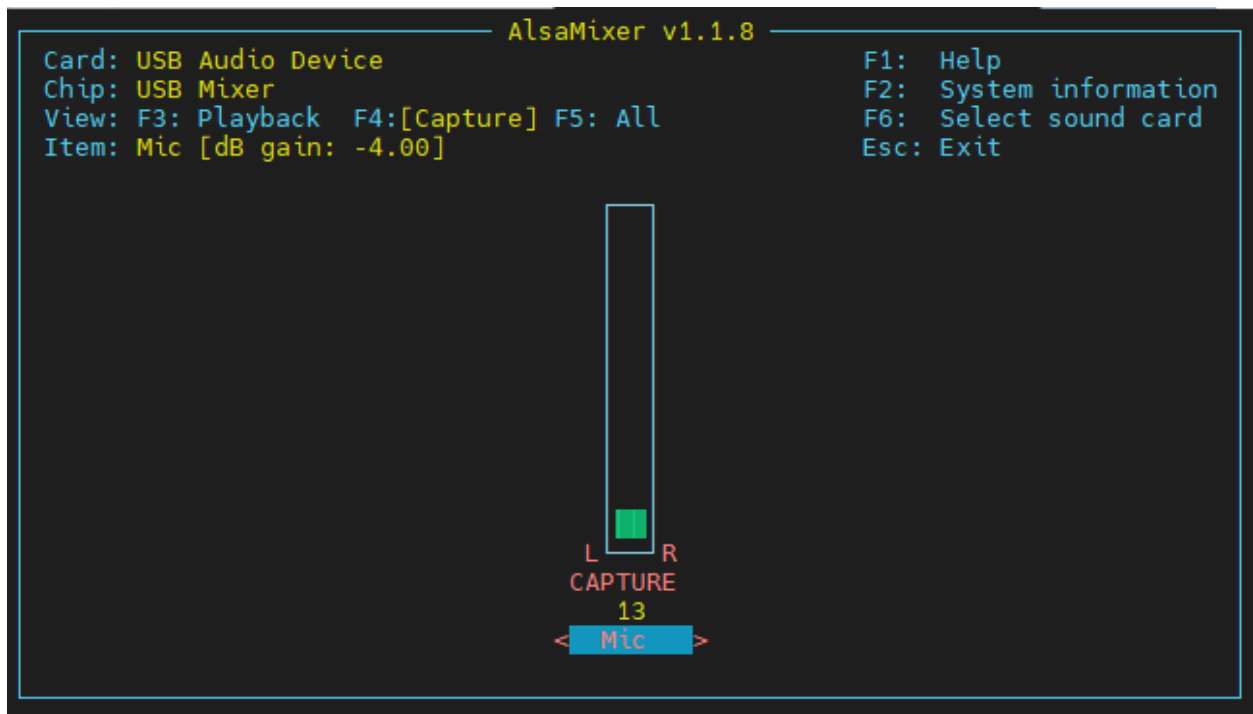 AlsaMixer v1.1.8
Card: USB Audio Device F1: Help
Chip: USB Mixer F2: System information
View: F3: Playback F4:[Capture] F5: All F6: Select sound card
Item: Mic [dB gain: -4.00] Esc: Exit
L R
CAPTURE
13
< Mic >